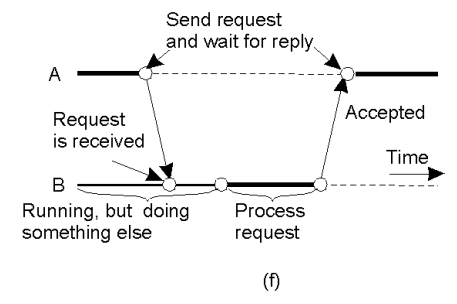 Send request
and wait for reply
A
Request
is received
Accepted
Time
B
Running, but doing
something else
Process
request
(f)